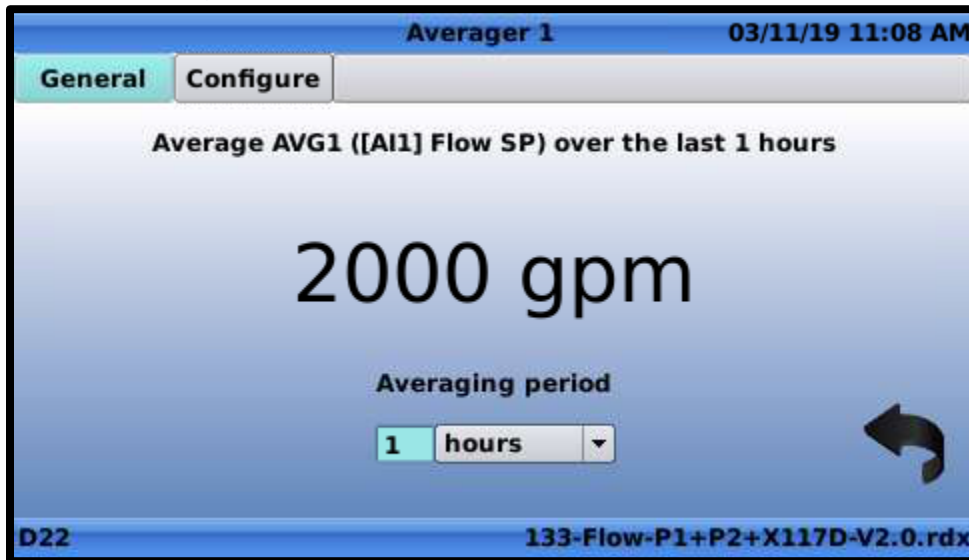 Averager 1 03/11/19 11:08 AM
General Configure
Average AVG1 ([AI1] Flow SP) over the last 1 hours
2000 gpm
Averaging period
1 hours
D22 133-Flow-P1+P2+X117D-V2.0.rdx